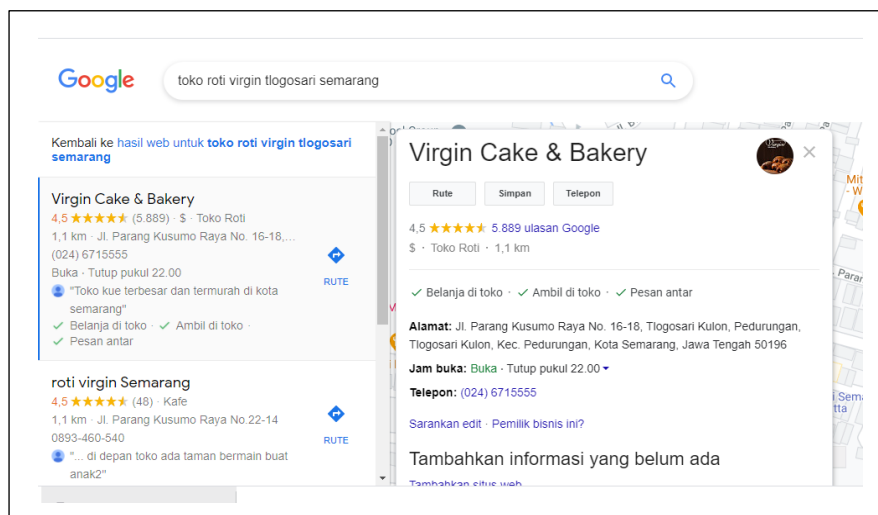 Google
toko roti virgin tlogosari semarang
Kembali ke hasil web untuk toko roti virgin tlogosari
semarang
Virgin Cake & Bakery
4,5 ★★★★★ (5.889) · $ · Toko Roti
1,1 km · Jl. Parang Kusumo Raya No. 16-18,...
(024) 6715555
Buka · Tutup pukul 22.00
"Toko kue terbesar dan termurah di kota
semarang"
✓ Belanja di toko · ✓ Ambil di toko ·
✓ Pesan antar
RUTE
roti virgin Semarang
4,5 ★★★★★ (48) · Kafe
1,1 km · Jl. Parang Kusumo Raya No.22-14
0893-460-540
"... di depan toko ada taman bermain buat
anak2"
RUTE
Virgin Cake & Bakery
Rute
Simpan
Telepon
4,5 ★★★★★ 5.889 ulasan Google
$ · Toko Roti · 1,1 km
✓ Belanja di toko · ✓ Ambil di toko · ✓ Pesan antar
Alamat: Jl. Parang Kusumo Raya No. 16-18, Tlogosari Kulon, Pedurungan,
Tlogosari Kulon, Kec. Pedurungan, Kota Semarang, Jawa Tengah 50196
Jam buka: Buka · Tutup pukul 22.00
Telepon: (024) 6715555
Sarankan edit · Pemilik bisnis ini?
Tambahkan informasi yang belum ada
Tambahkan situs web
Mit
Parar